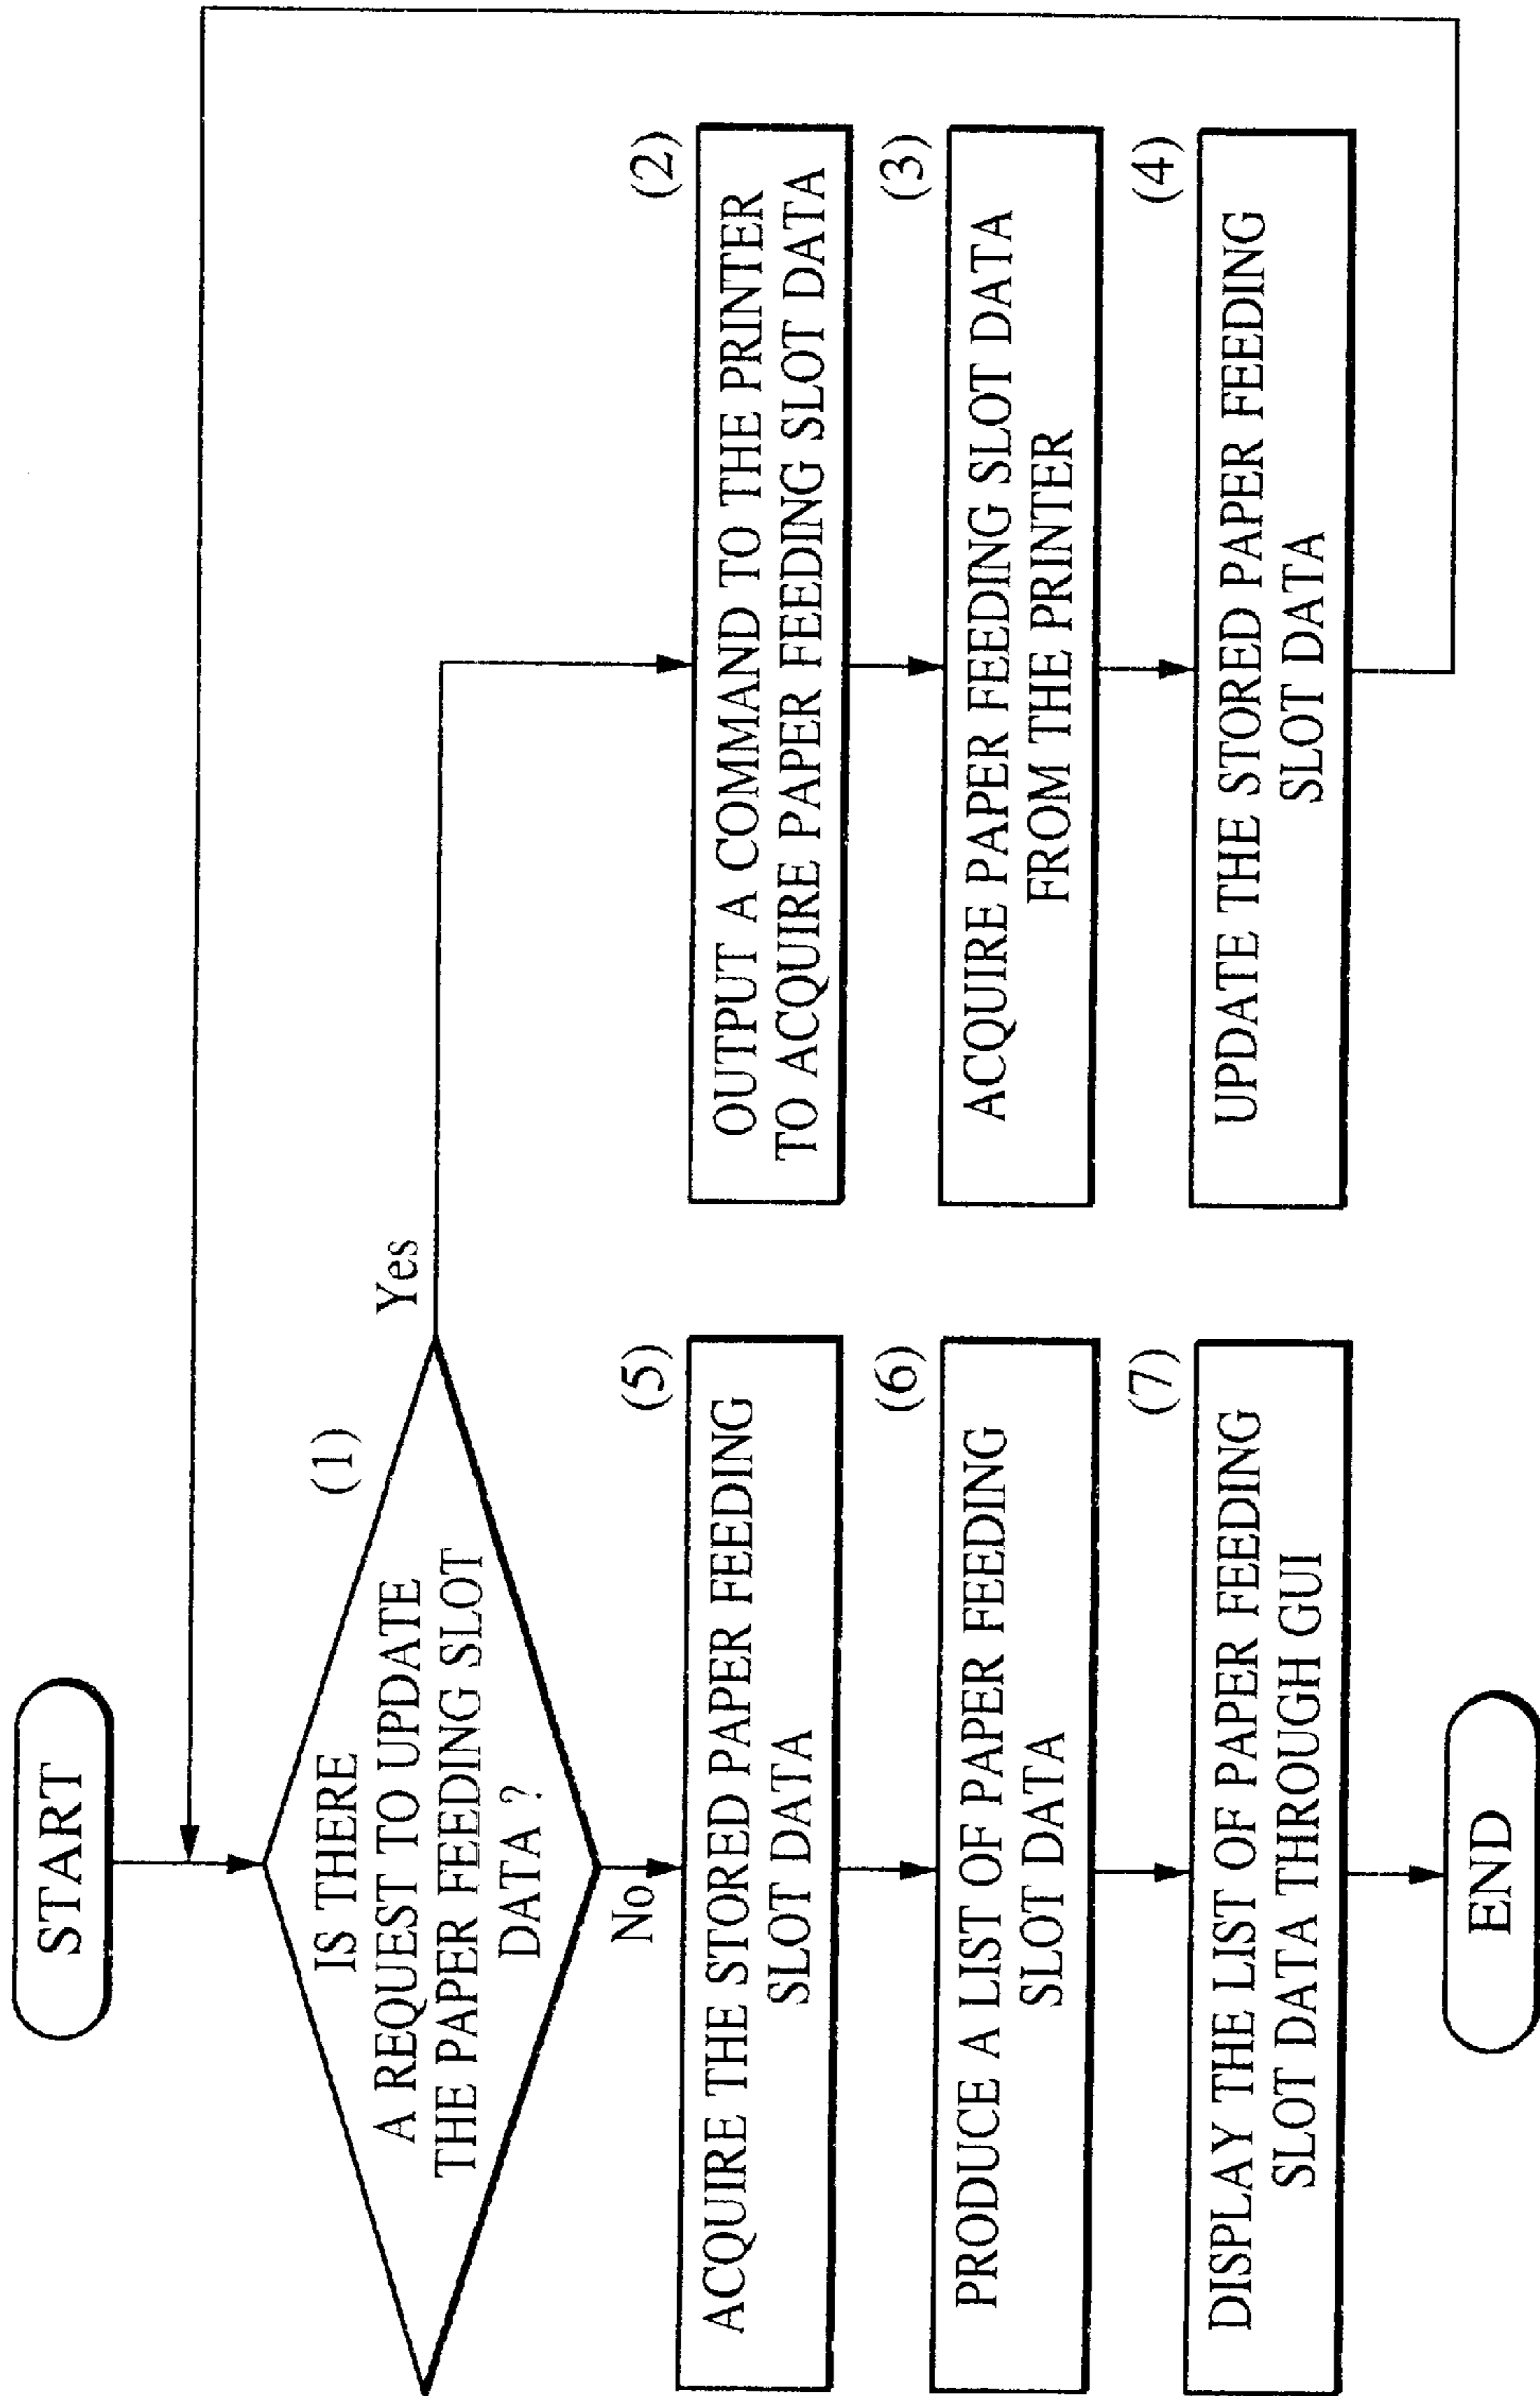 START
(1)
IS THERE
A REQUEST TO UPDATE
THE PAPER FEEDING SLOT
DATA ?
Yes
No
(2)
OUTPUT A COMMAND TO THE PRINTER
TO ACQUIRE PAPER FEEDING SLOT DATA
(3)
ACQUIRE PAPER FEEDING SLOT DATA
FROM THE PRINTER
(4)
UPDATE THE STORED PAPER FEEDING
SLOT DATA
(5)
ACQUIRE THE STORED PAPER FEEDING
SLOT DATA
(6)
PRODUCE A LIST OF PAPER FEEDING
SLOT DATA
(7)
DISPLAY THE LIST OF PAPER FEEDING
SLOT DATA THROUGH GUI
END